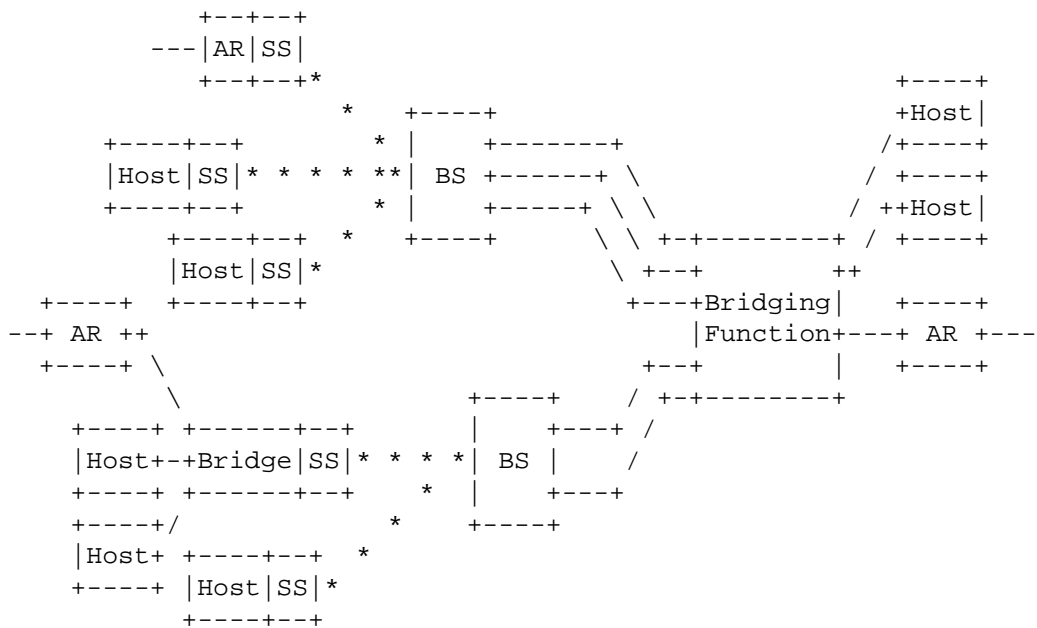 AR SS
Host
Host SS BS
Host
Host SS
Bridging
AR Function AR
Host Bridge SS BS
Host
Host SS